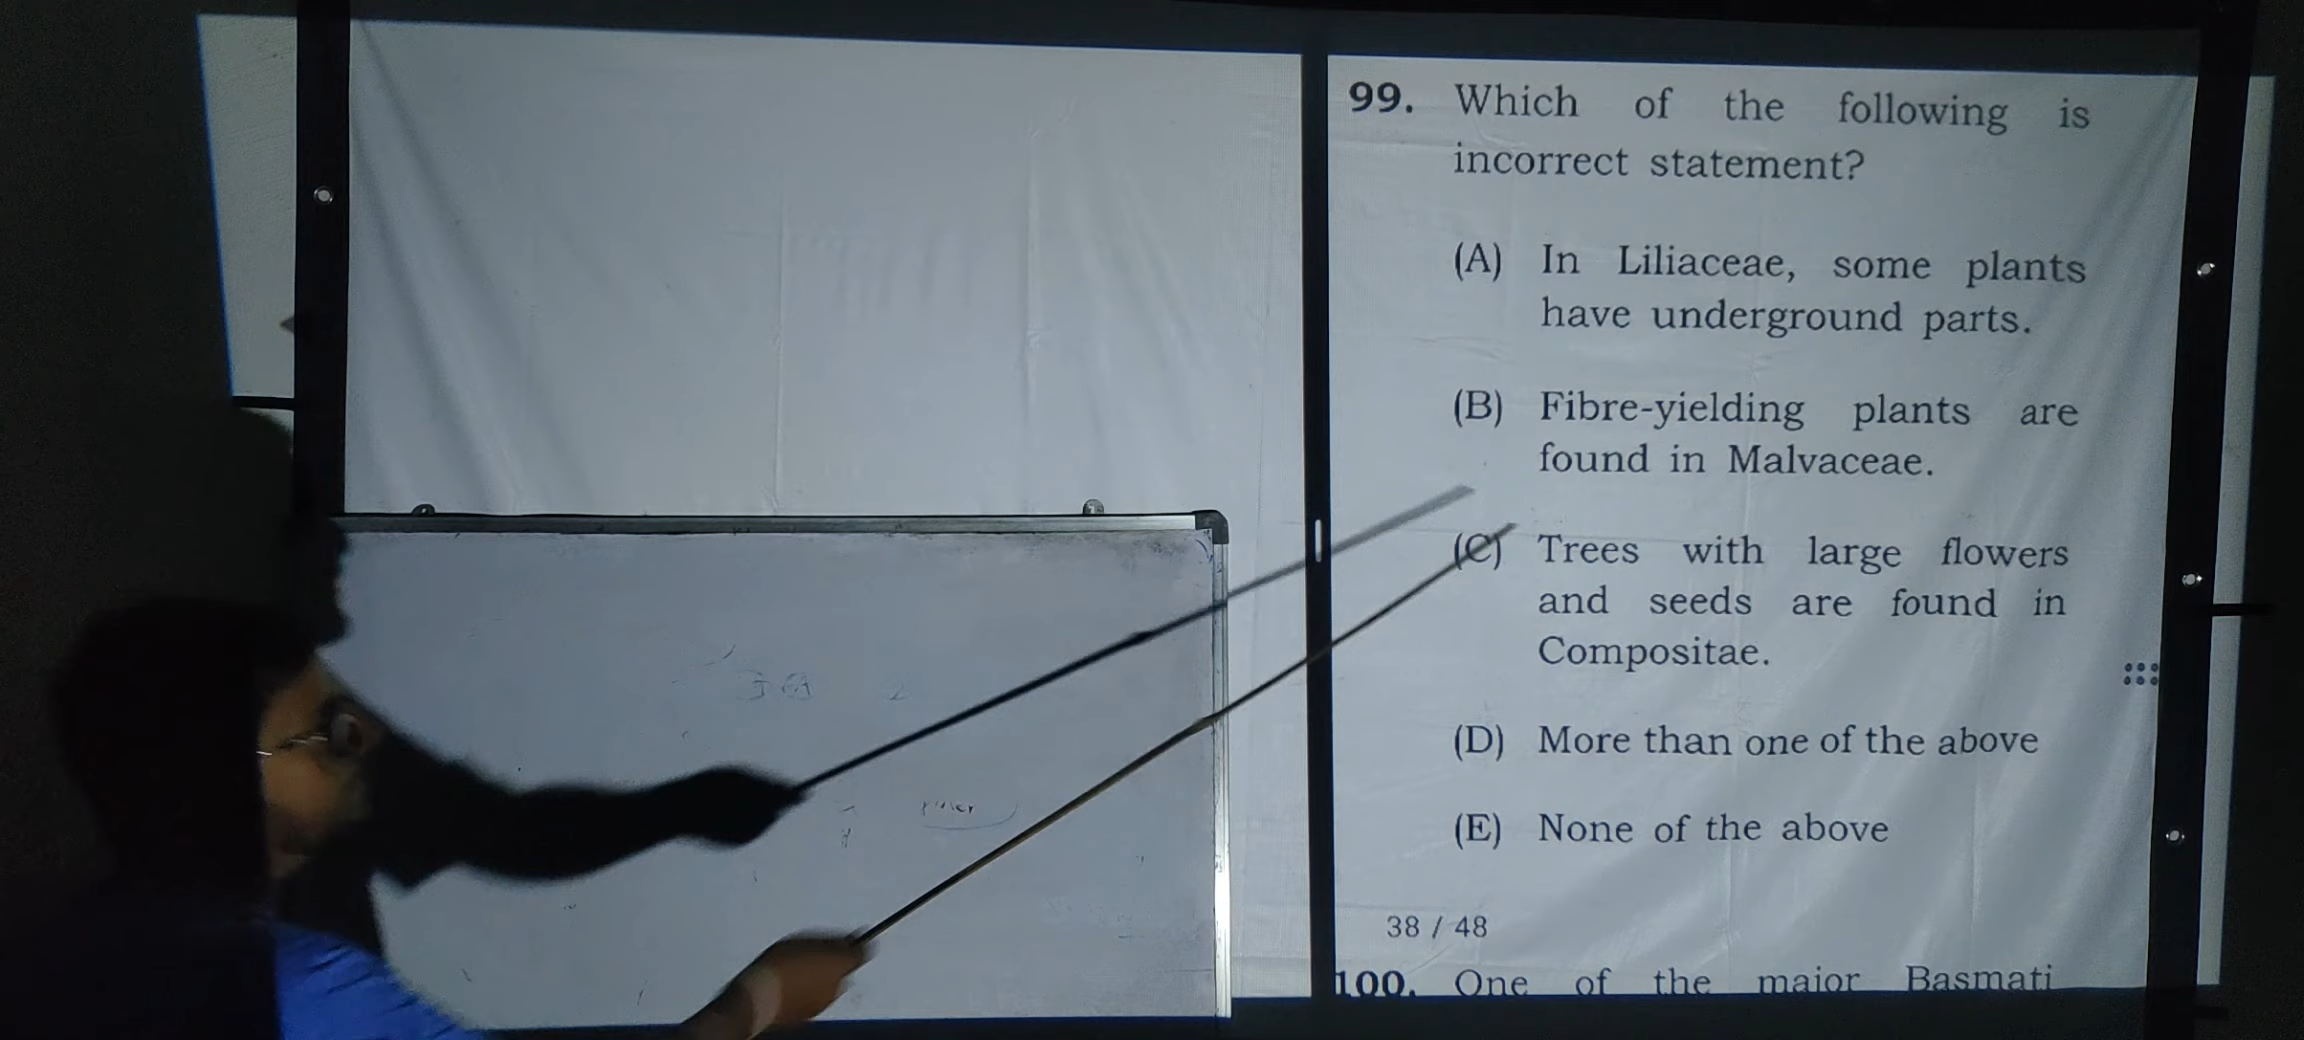 99. Which of the following is
incorrect statement?
(A) In Liliaceae, some plants
have underground parts.
(B) Fibre-yielding plants are
found in Malvaceae.
(C) Trees with large flowers
and seeds are found in
Compositae.
(D) More than one of the above
(E) None of the above
38 / 48
100. One of the major Basmati